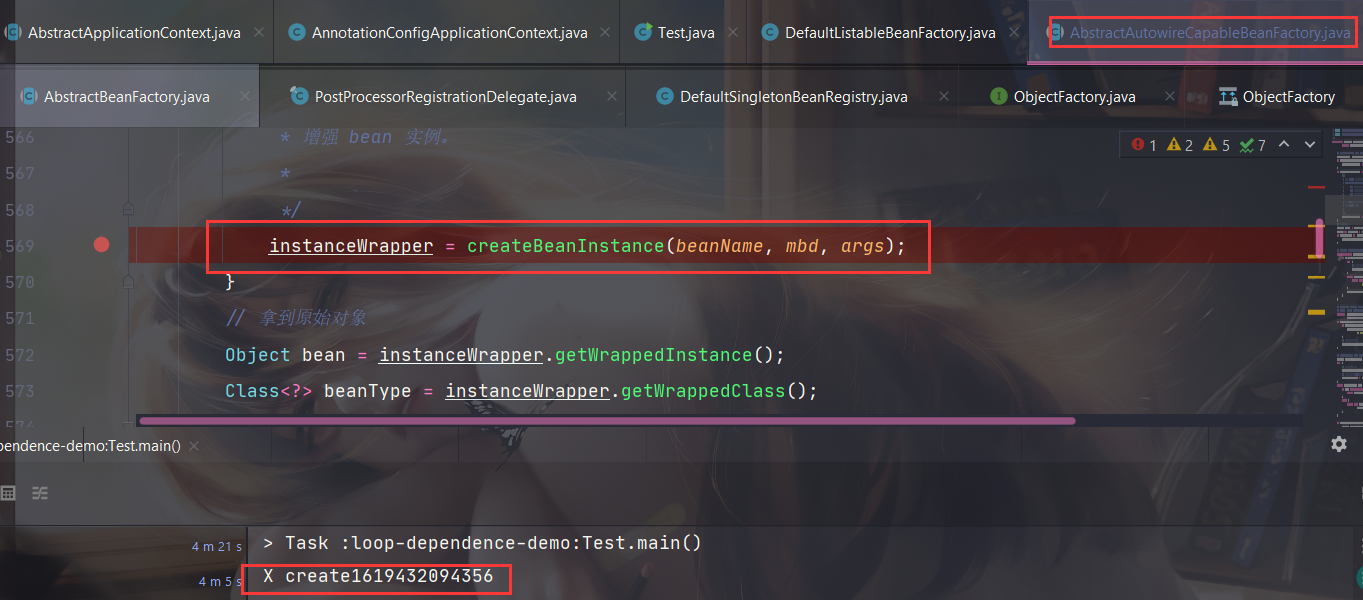 AbstractApplicationContext.java AnnotationConfigApplicationContext.java Test.java DefaultListableBeanFactory.java AbstractAutowireCapableBeanFactory.java
AbstractBeanFactory.java PostProcessorRegistrationDelegate.java DefaultSingletonBeanRegistry.java ObjectFactory.java ObjectFactory
566 * 增强 bean 实例。
1 2 5 7
567 *
568 */
569 instanceWrapper = createBeanInstance(beanName, mbd, args);
570 }
571 // 拿到原始对象
572 Object bean = instanceWrapper.getWrappedInstance();
573 Class<?> beanType = instanceWrapper.getWrappedClass();
pendence-demo:Test.main()
4 m 21 s > Task :loop-dependence-demo:Test.main()
4 m 5 s X create1619432094356